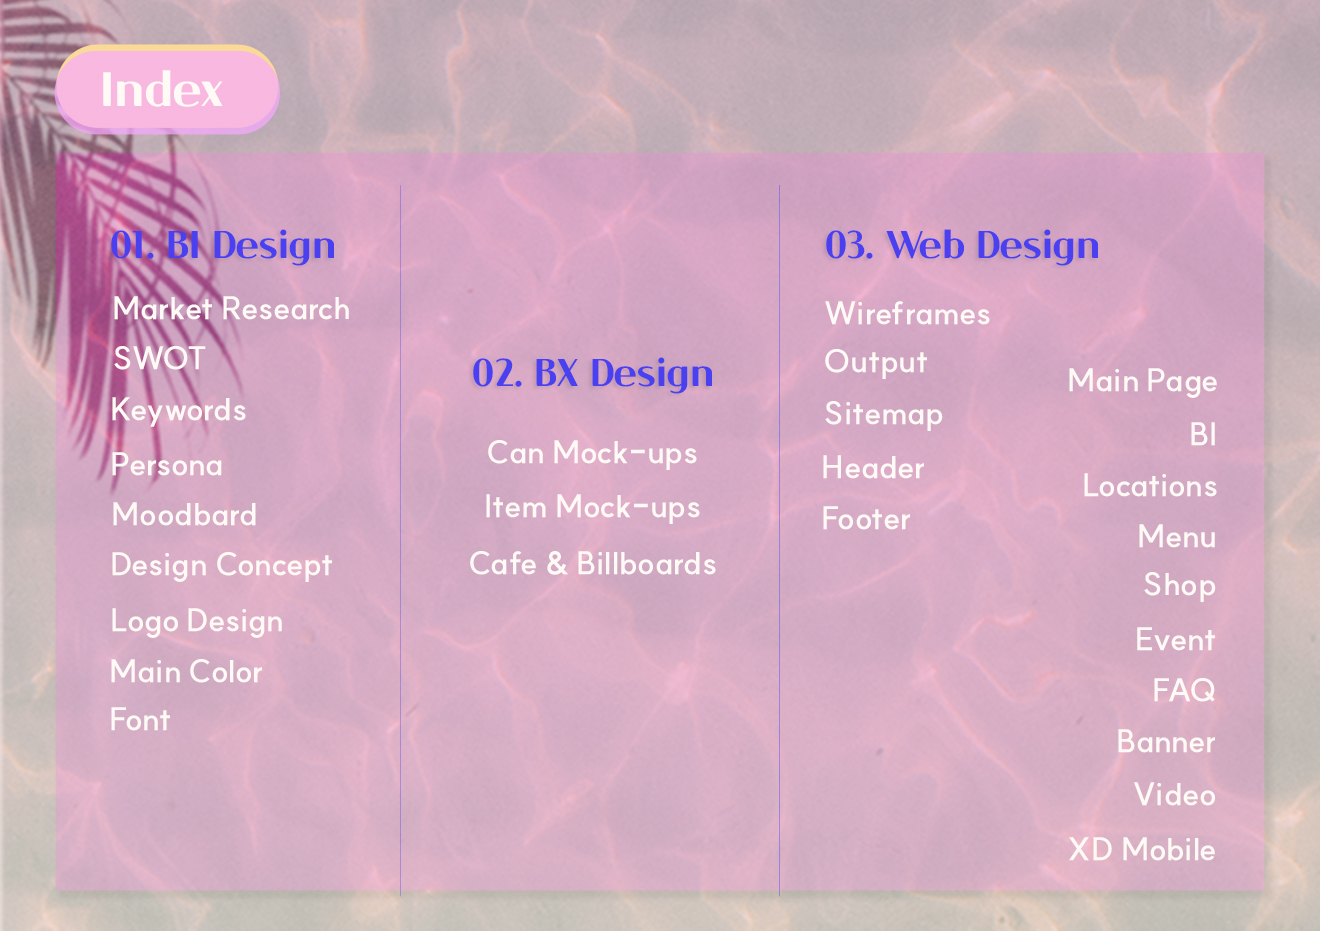 Index
01. BI Design
Market Research
SWOT
Keywords
Persona
Moodbard
Design Concept
Logo Design
Main Color
Font
02. BX Design
Can Mock-ups
Item Mock-ups
Cafe & Billboards
03. Web Design
Wireframes
Output
Sitemap
Header
Footer
Main Page
BI
Locations
Menu
Shop
Event
FAQ
Banner
Video
XD Mobile